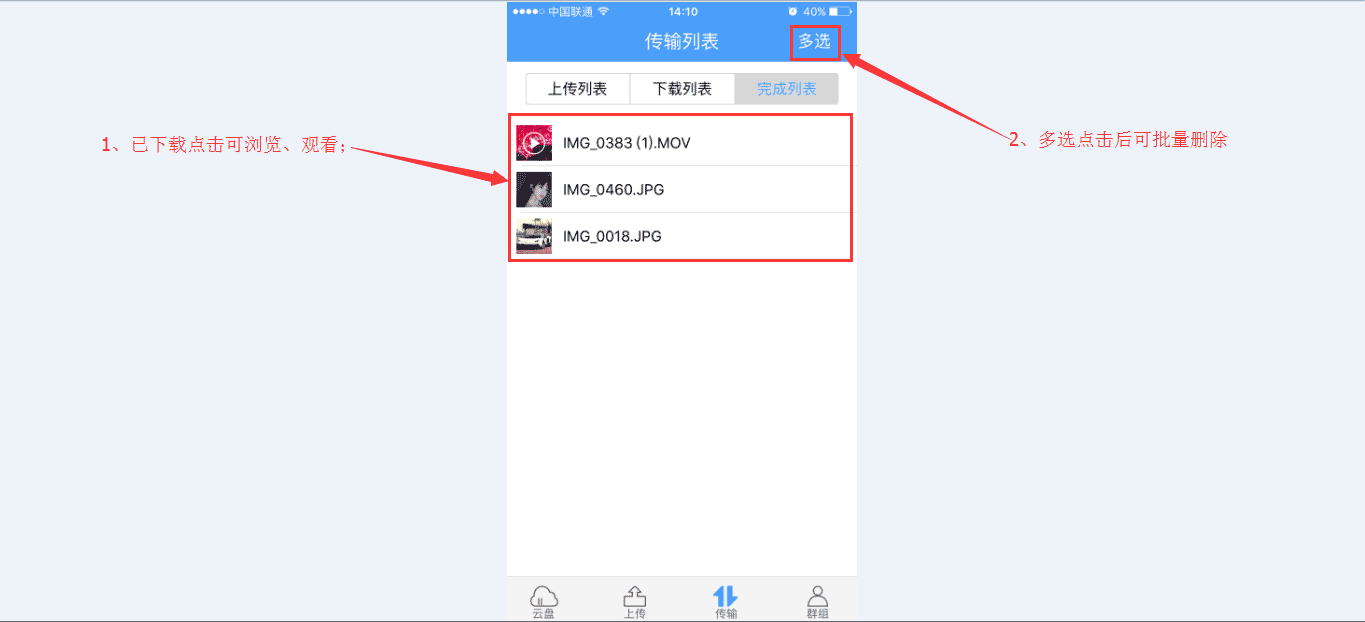 中国联通 14:10 40%
传输列表 多选
上传列表 下载列表 完成列表
1、已下载点击可浏览、观看;
2、多选点击后可批量删除
IMG_0383 (1).MOV
IMG_0460.JPG
IMG_0018.JPG
云盘 上传 传输 群组